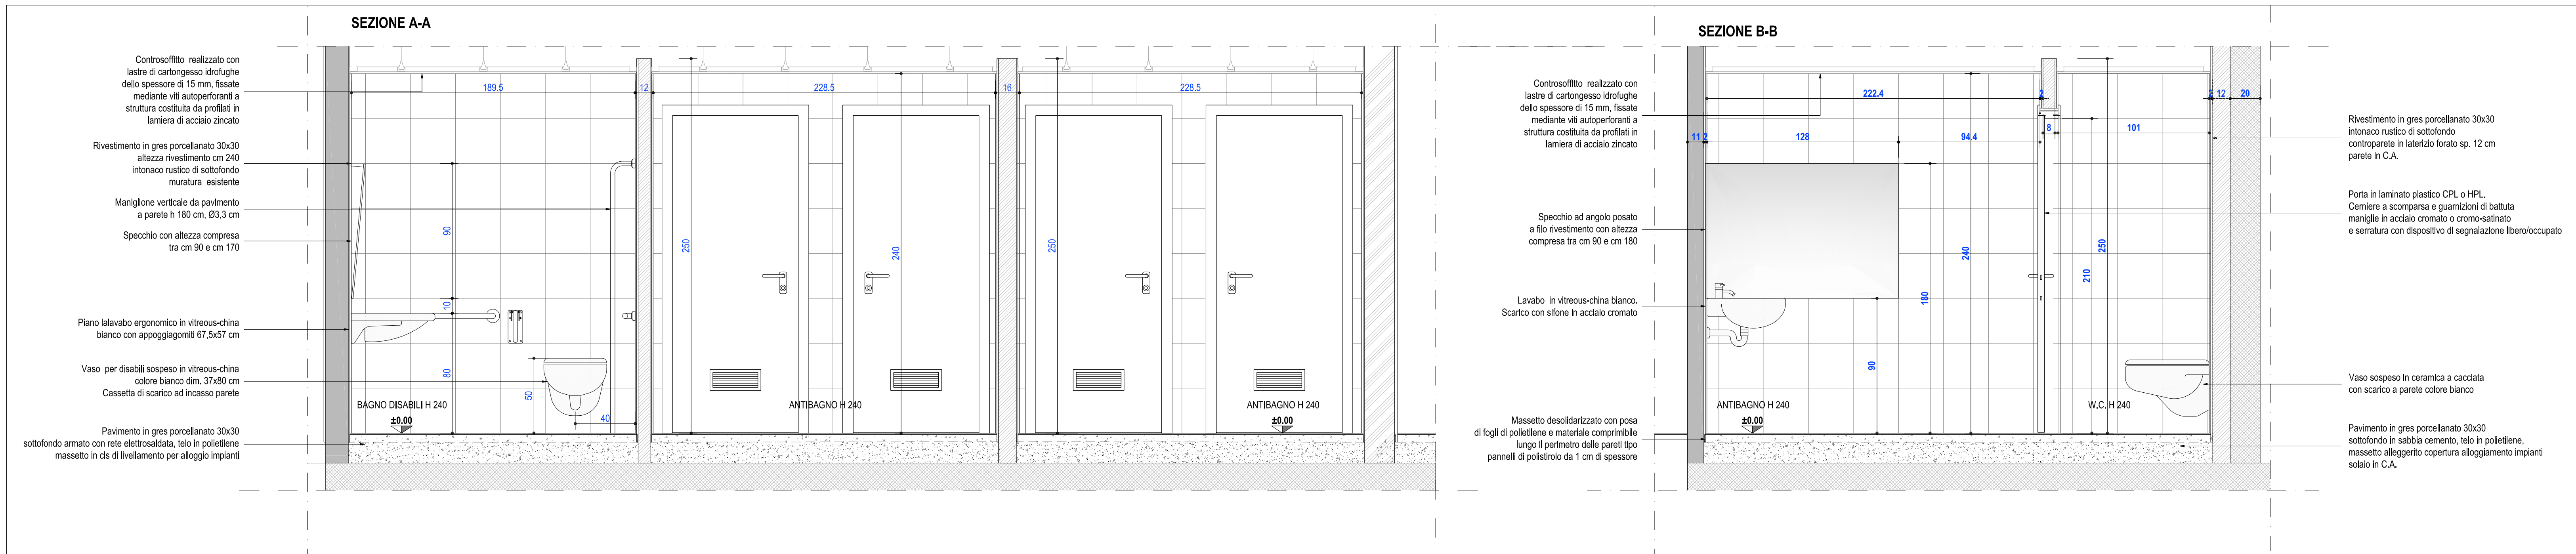 SEZIONE A-A
Controsoffitto realizzato con
lastre di cartongesso idrofughe
dello spessore di 15 mm, fissate
mediante viti autoperforanti a
struttura costituita da profilati in
lamiera di acciaio zincato
Rivestimento in gres porcellanato 30x30
altezza rivestimento cm 240
intonaco rustico di sottofondo
muratura esistente
Maniglione verticale da pavimento
a parete h 180 cm, Ø3,3 cm
Specchio con altezza compresa
tra cm 90 e cm 170
Piano lalavabo ergonomico in vitreous-china
bianco con appoggiagomiti 67,5x57 cm
Vaso per disabili sospeso in vitreous-china
colore bianco dim. 37x80 cm
Cassetta di scarico ad incasso parete
Pavimento in gres porcellanato 30x30
sottofondo armato con rete elettrosaldata, telo in polietilene
massetto in cls di livellamento per alloggio impianti
189.5
12
228.5
16
228.5
90
10
80
50
40
250
240
250
BAGNO DISABILI H 240
±0.00
ANTIBAGNO H 240
ANTIBAGNO H 240
±0.00
SEZIONE B-B
Controsoffitto realizzato con
lastre di cartongesso idrofughe
dello spessore di 15 mm, fissate
mediante viti autoperforanti a
struttura costituita da profilati in
lamiera di acciaio zincato
Specchio ad angolo posato
a filo rivestimento con altezza
compresa tra cm 90 e cm 180
Lavabo in vitreous-china bianco.
Scarico con sifone in acciaio cromato
Massetto desolidarizzato con posa
di fogli di polietilene e materiale comprimibile
lungo il perimetro delle pareti tipo
pannelli di polistirolo da 1 cm di spessore
222.4
2
2
12
20
11
2
128
94.4
8
101
240
180
90
250
210
ANTIBAGNO H 240
±0.00
W.C. H 240
Rivestimento in gres porcellanato 30x30
intonaco rustico di sottofondo
controparete in laterizio forato sp. 12 cm
parete in C.A.
Porta in laminato plastico CPL o HPL.
Cerniere a scomparsa e guarnizioni di battuta
maniglie in acciaio cromato o cromo-satinato
e serratura con dispositivo di segnalazione libero/occupato
Vaso sospeso in ceramica a cacciata
con scarico a parete colore bianco
Pavimento in gres porcellanato 30x30
sottofondo in sabbia cemento, telo in polietilene,
massetto alleggerito copertura alloggiamento impianti
solaio in C.A.